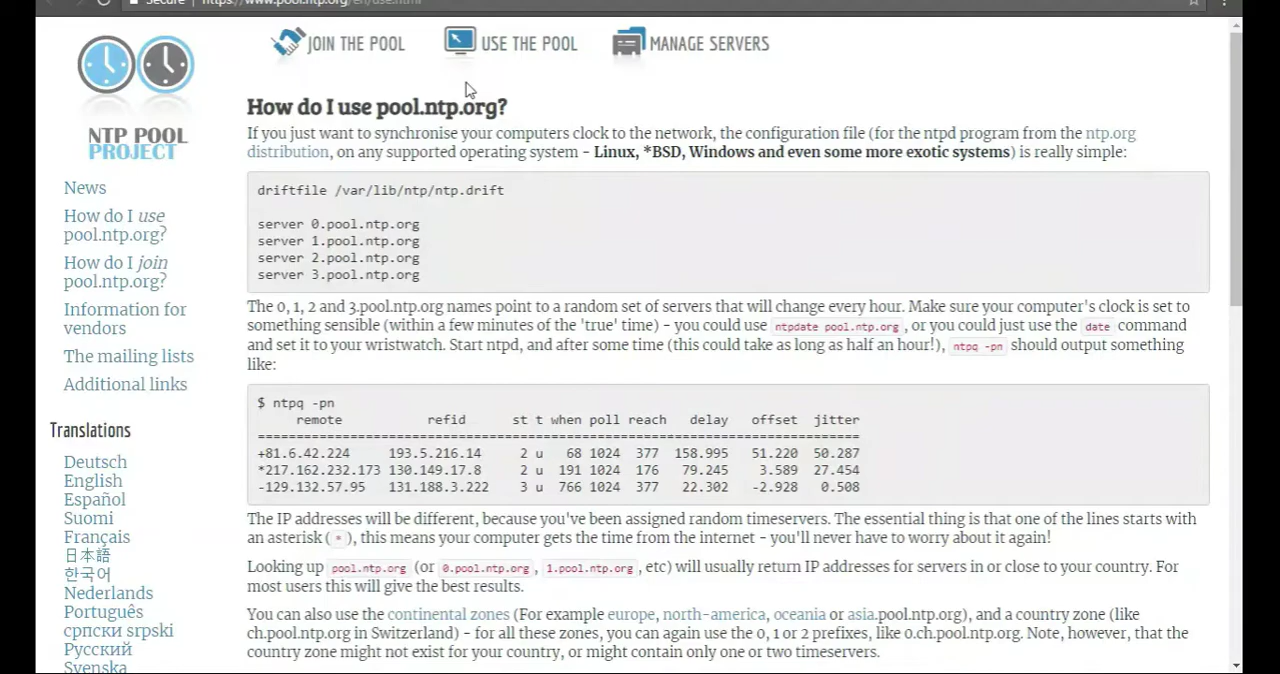 Secure https://www.pool.ntp.org/en/use.html
JOIN THE POOL
USE THE POOL
MANAGE SERVERS
NTP POOL
PROJECT
News
How do I use
pool.ntp.org?
How do I join
pool.ntp.org?
Information for
vendors
The mailing lists
Additional links
Translations
Deutsch
English
Español
Suomi
Français
日本語
한국어
Nederlands
Português
српски srpski
Русский
Svenska
How do I use pool.ntp.org?
If you just want to synchronise your computers clock to the network, the configuration file (for the ntpd program from the ntp.org
distribution, on any supported operating system - Linux, *BSD, Windows and even some more exotic systems) is really simple:
driftfile /var/lib/ntp/ntp.drift
server 0.pool.ntp.org
server 1.pool.ntp.org
server 2.pool.ntp.org
server 3.pool.ntp.org
The 0, 1, 2 and 3.pool.ntp.org names point to a random set of servers that will change every hour. Make sure your computer's clock is set to
something sensible (within a few minutes of the 'true' time) - you could use ntpdate pool.ntp.org, or you could just use the date command
and set it to your wristwatch. Start ntpd, and after some time (this could take as long as half an hour!), ntpq -pn should output something
like:
$ ntpq -pn
remote refid st t when poll reach delay offset jitter
==============================================================================
+81.6.42.224 193.5.216.14 2 u 68 1024 377 158.995 51.220 50.287
*217.162.232.173 130.149.17.8 2 u 191 1024 176 79.245 3.589 27.454
-129.132.57.95 131.188.3.222 3 u 766 1024 377 22.302 -2.928 0.508
The IP addresses will be different, because you've been assigned random timeservers. The essential thing is that one of the lines starts with
an asterisk (*), this means your computer gets the time from the internet - you'll never have to worry about it again!
Looking up pool.ntp.org (or 0.pool.ntp.org, 1.pool.ntp.org, etc) will usually return IP addresses for servers in or close to your country. For
most users this will give the best results.
You can also use the continental zones (For example europe, north-america, oceania or asia.pool.ntp.org), and a country zone (like
ch.pool.ntp.org in Switzerland) - for all these zones, you can again use the 0, 1 or 2 prefixes, like 0.ch.pool.ntp.org. Note, however, that the
country zone might not exist for your country, or might contain only one or two timeservers.